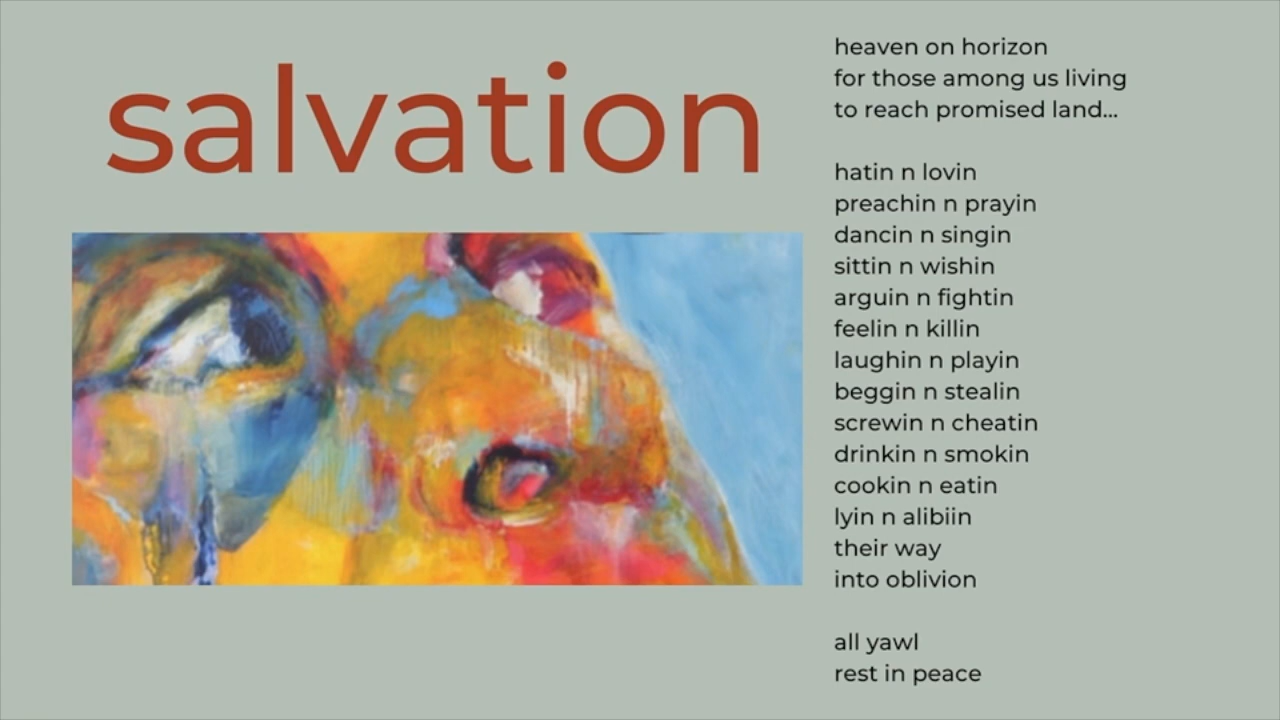 salvation
heaven on horizon
for those among us living
to reach promised land...
hatin n lovin
preachin n prayin
dancin n singin
sittin n wishin
arguin n fightin
feelin n killin
laughin n playin
beggin n stealin
screwin n cheatin
drinkin n smokin
cookin n eatin
lyin n alibiin
their way
into oblivion
all yawl
rest in peace